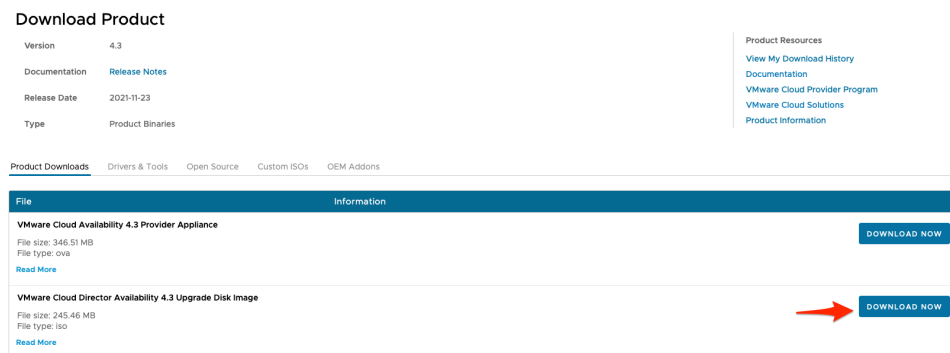 Download Product
Version 4.3
Documentation Release Notes
Release Date 2021-11-23
Type Product Binaries
Product Resources
View My Download History
Documentation
VMware Cloud Provider Program
VMware Cloud Solutions
Product Information
Product Downloads Drivers & Tools Open Source Custom ISOs OEM Addons
File Information
VMware Cloud Availability 4.3 Provider Appliance
File size: 346.51 MB
File type: ova
Read More
DOWNLOAD NOW
VMware Cloud Director Availability 4.3 Upgrade Disk Image
File size: 245.46 MB
File type: iso
Read More
DOWNLOAD NOW